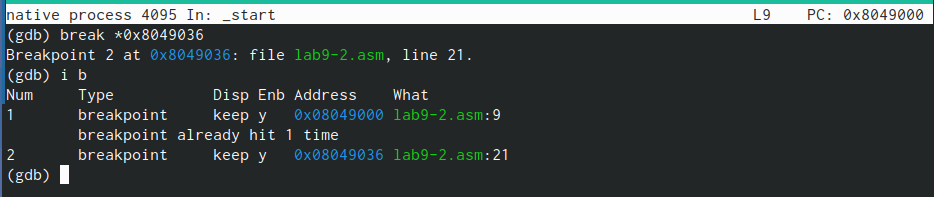 native process 4095 In: _start L9 PC: 0x8049000
(gdb) break *0x8049036
Breakpoint 2 at 0x8049036: file lab9-2.asm, line 21.
(gdb) i b
Num Type Disp Enb Address What
1 breakpoint keep y 0x08049000 lab9-2.asm:9
breakpoint already hit 1 time
2 breakpoint keep y 0x08049036 lab9-2.asm:21
(gdb)